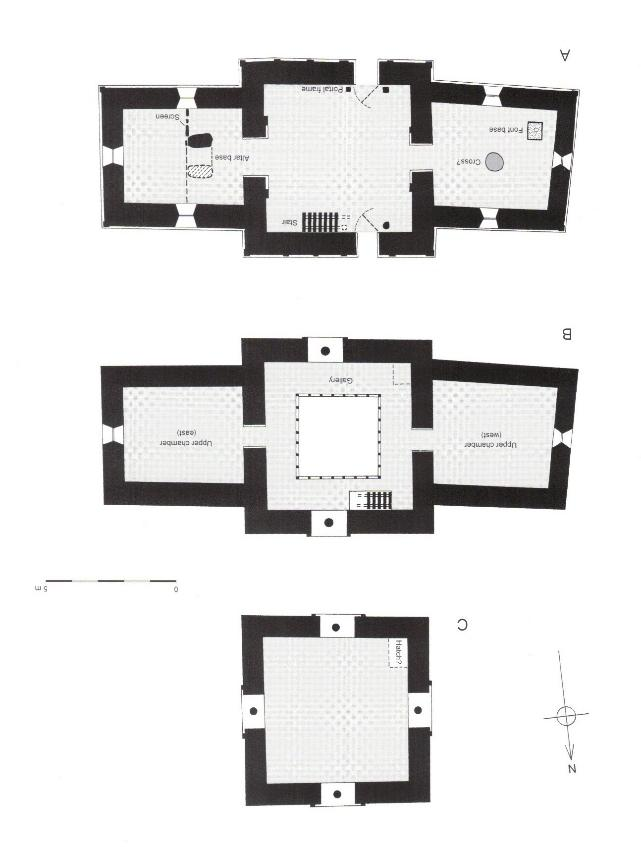 N
Hatch?
C
0 5 m
Upper chamber
(west)
Upper chamber
(east)
Gallery
B
Stair
Cross?
Altar base
Font base
Screen
Portal frame
A